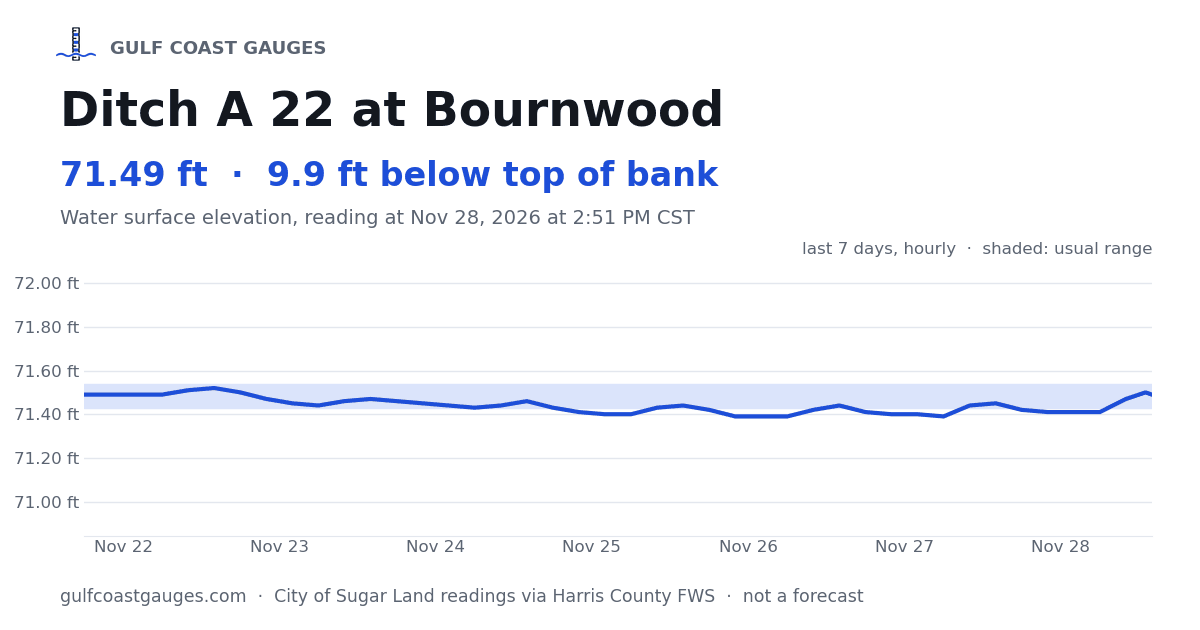 GULF COAST GAUGES
Ditch A 22 at Bournwood
71.49 ft · 9.9 ft below top of bank
Water surface elevation, reading at Nov 28, 2026 at 2:51 PM CST
last 7 days, hourly · shaded: usual range
72.00 ft
71.80 ft
71.60 ft
71.40 ft
71.20 ft
71.00 ft
Nov 22 Nov 23 Nov 24 Nov 25 Nov 26 Nov 27 Nov 28
gulfcoastgauges.com · City of Sugar Land readings via Harris County FWS · not a forecast